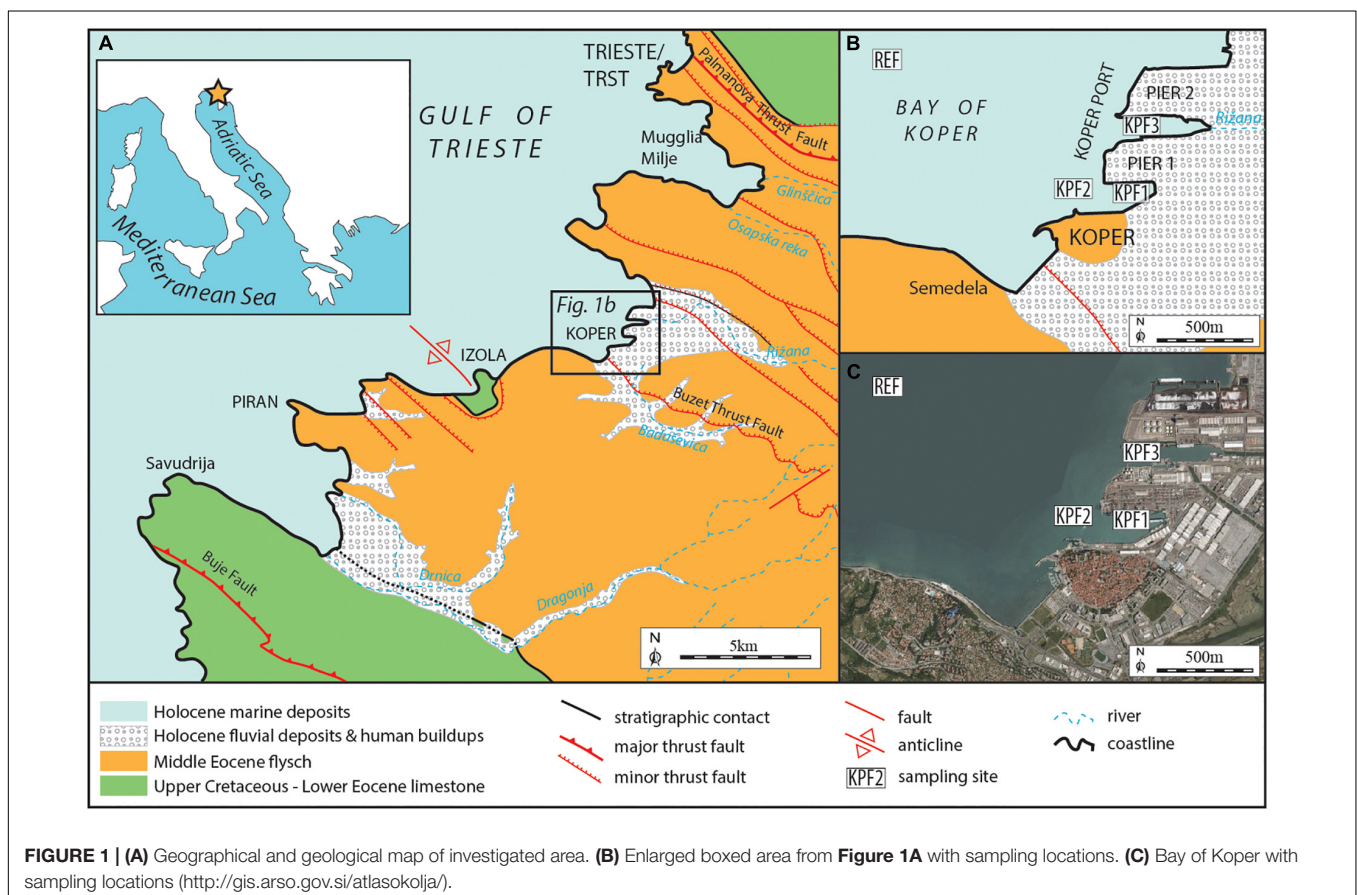 A
TRIESTE/
TRST
Palmanova Thrust Fault
GULF OF
TRIESTE
Adriatic Sea
Mediterranean Sea
Mugglia
Milje
Glinščica
Osapska reka
Fig. 1b
KOPER
Rižana
IZOLA
PIRAN
Buzet Thrust Fault
Badaševica
Savudrija
Buje Fault
Drnica
Dragonja
N
5km
B
REF
BAY OF
KOPER
KOPER PORT
PIER 2
KPF3
Rižana
PIER 1
KPF2
KPF1
KOPER
Semedela
N
500m
C
REF
KPF3
KPF2
KPF1
N
500m
Holocene marine deposits
Holocene fluvial deposits & human buildups
Middle Eocene flysch
Upper Cretaceous - Lower Eocene limestone
stratigraphic contact
major thrust fault
minor thrust fault
fault
anticline
KPF2 sampling site
river
coastline
FIGURE 1 | (A) Geographical and geological map of investigated area. (B) Enlarged boxed area from Figure 1A with sampling locations. (C) Bay of Koper with
sampling locations (http://gis.arso.gov.si/atlasokolja/).